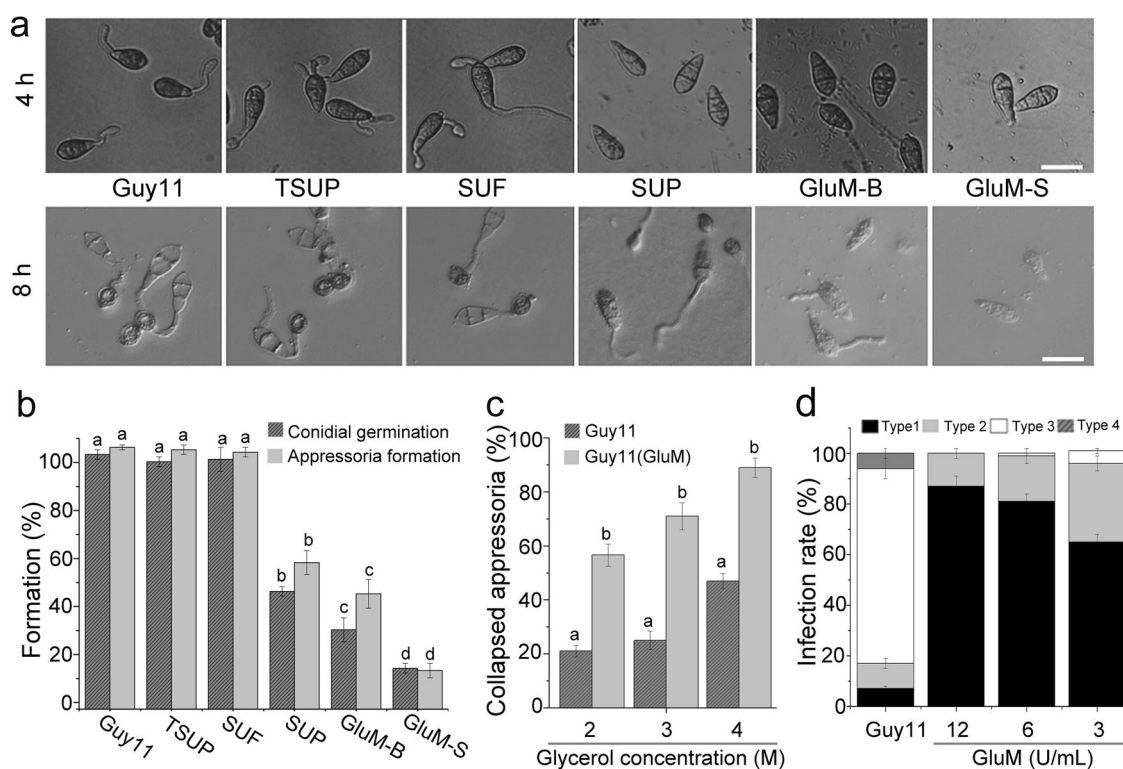 a
4 h
Guy11 TSUP SUF SUP GluM-B GluM-S
8 h
b
Conidial germination
Appressoria formation
Formation (%)
100
80
60
40
20
0
a a a a a a b b c c d d
Guy11 TSUP SUF SUP GluM-B GluM-S
c
Guy11
Guy11(GluM)
Collapsed appressoria (%)
100
80
60
40
20
0
a b a b a b
2 3 4
Glycerol concentration (M)
d
Type1 Type 2 Type 3 Type 4
Infection rate (%)
100
80
60
40
20
0
Guy11 12 6 3
GluM (U/mL)